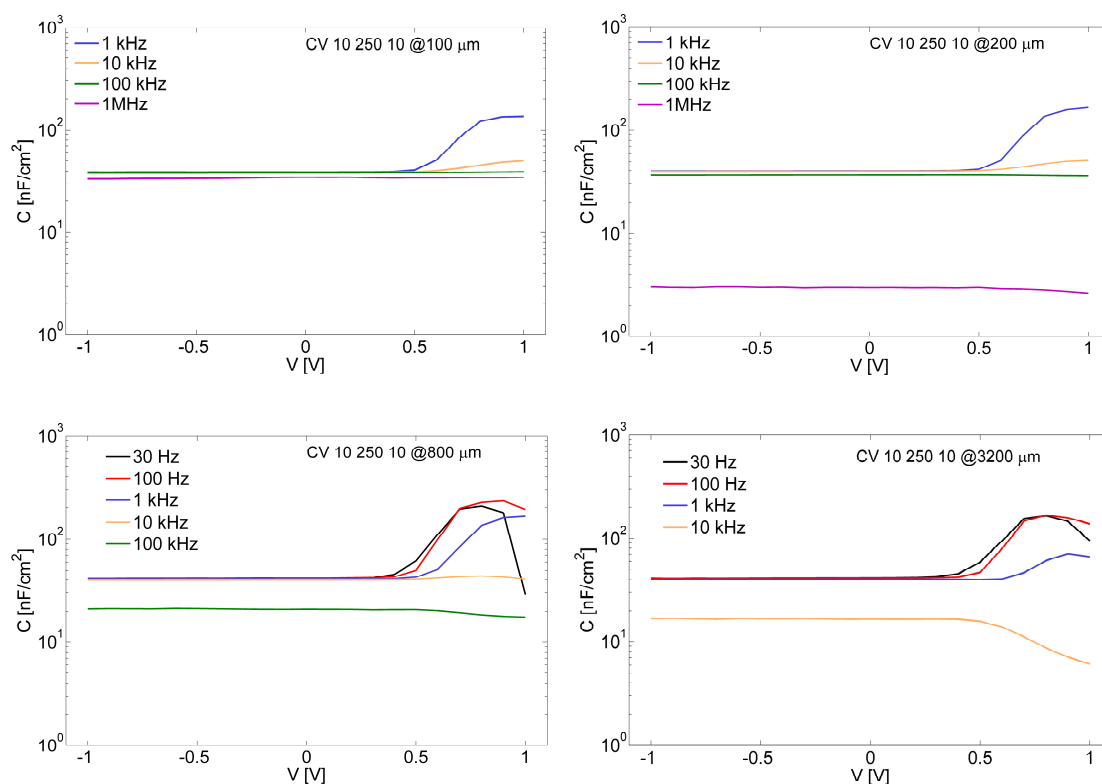 CV 10 250 10 @100 μm
1 kHz
10 kHz
100 kHz
1MHz
10³
10²
10¹
10⁰
C [nF/cm²]
-1 -0.5 0 0.5 1
V [V]
CV 10 250 10 @200 μm
1 kHz
10 kHz
100 kHz
1MHz
10³
10²
10¹
10⁰
C [nF/cm²]
-1 -0.5 0 0.5 1
V [V]
CV 10 250 10 @800 μm
30 Hz
100 Hz
1 kHz
10 kHz
100 kHz
10³
10²
10¹
10⁰
C [nF/cm²]
-1 -0.5 0 0.5 1
V [V]
CV 10 250 10 @3200 μm
30 Hz
100 Hz
1 kHz
10 kHz
10³
10²
10¹
10⁰
C [nF/cm²]
-1 -0.5 0 0.5 1
V [V]